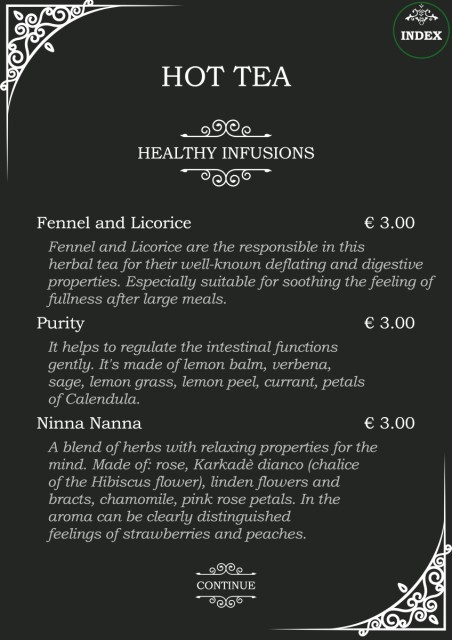 INDEX
HOT TEA
HEALTHY INFUSIONS
Fennel and Licorice € 3.00
Fennel and Licorice are the responsible in this
herbal tea for their well-known deflating and digestive
properties. Especially suitable for soothing the feeling of
fullness after large meals.
Purity € 3.00
It helps to regulate the intestinal functions
gently. It's made of lemon balm, verbena,
sage, lemon grass, lemon peel, currant, petals
of Calendula.
Ninna Nanna € 3.00
A blend of herbs with relaxing properties for the
mind. Made of: rose, Karkadè dianco (chalice
of the Hibiscus flower), linden flowers and
bracts, chamomile, pink rose petals. In the
aroma can be clearly distinguished
feelings of strawberries and peaches.
CONTINUE